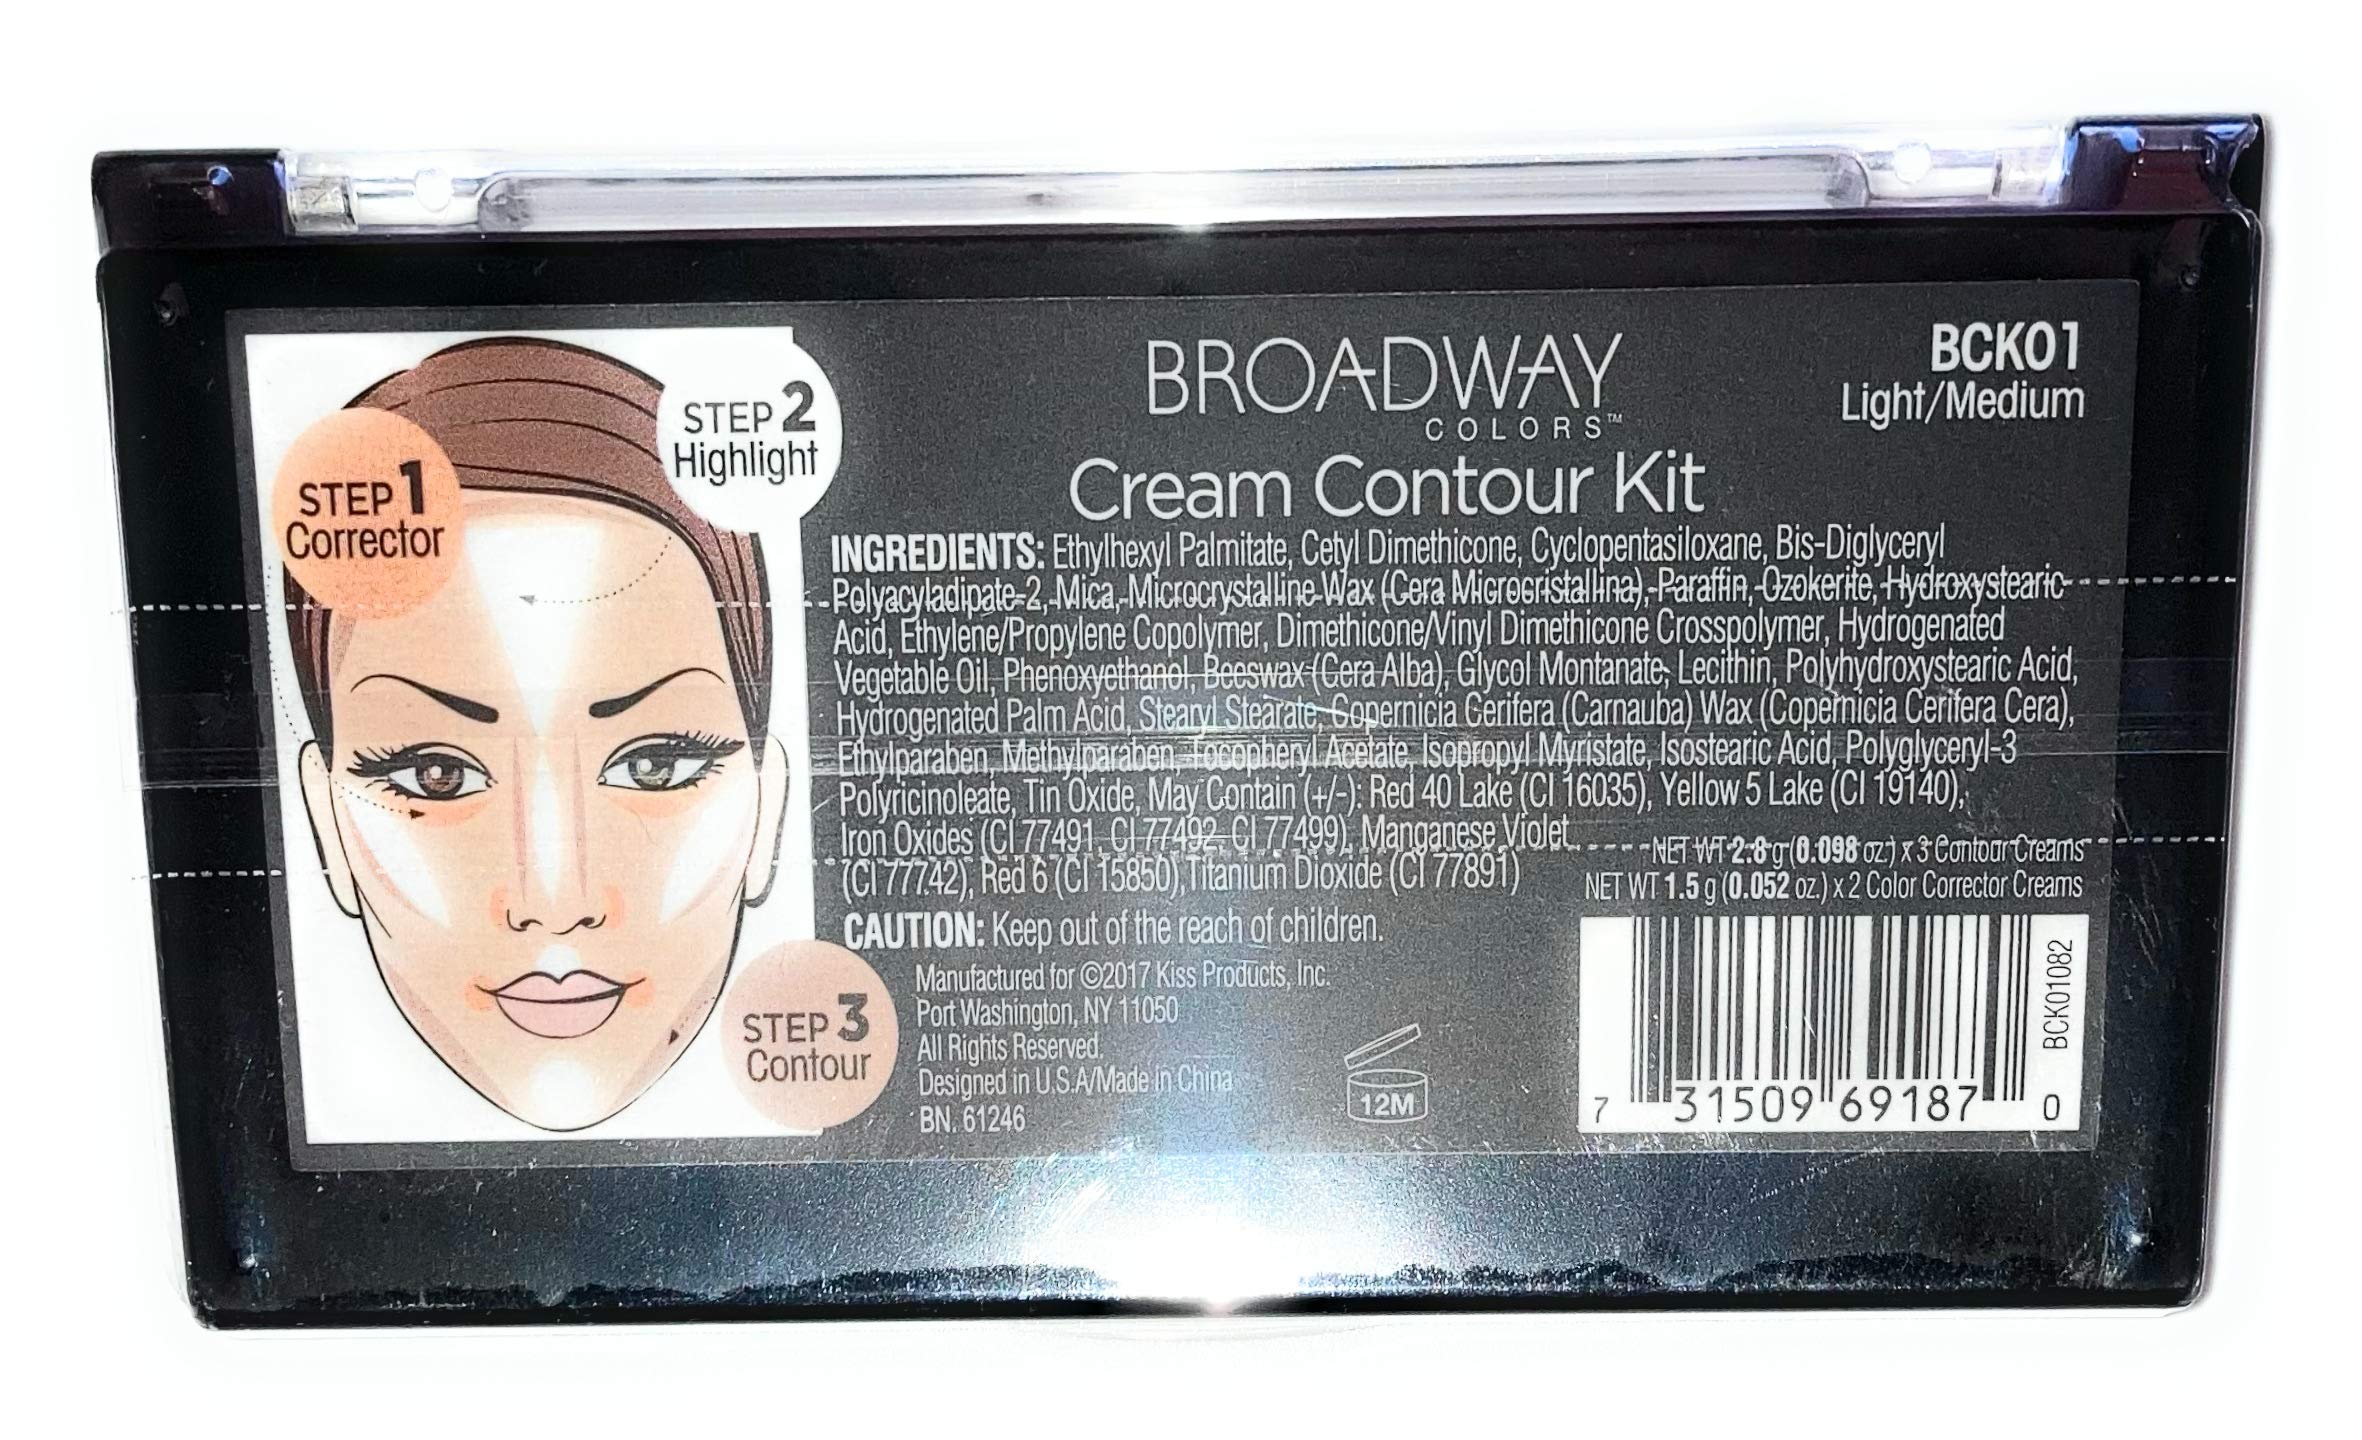 STEP 1
Corrector
STEP 2
Highlight
STEP 3
Contour
BROADWAY
COLORS™
Cream Contour Kit
BCK01
Light/Medium
INGREDIENTS: Ethylhexyl Palmitate, Cetyl Dimethicone, Cyclopentasiloxane, Bis-Diglyceryl
Polyacyladipate-2, Mica, Microcrystalline Wax (Cera Microcristallina), Paraffin, Ozokerite, Hydroxystearic
Acid, Ethylene/Propylene Copolymer, Dimethicone/Vinyl Dimethicone Crosspolymer, Hydrogenated
Vegetable Oil, Phenoxyethanol, Beeswax (Cera Alba), Glycol Montanate, Lecithin, Polyhydroxystearic Acid,
Hydrogenated Palm Acid, Stearyl Stearate, Copernicia Cerifera (Carnauba) Wax (Copernicia Cerifera Cera),
Ethylparaben, Methylparaben, Tocopheryl Acetate, Isopropyl Myristate, Isostearic Acid, Polyglyceryl-3
Polyricinoleate, Tin Oxide, May Contain (+/-): Red 40 Lake (CI 16035), Yellow 5 Lake (CI 19140),
Iron Oxides (CI 77491, CI 77492, CI 77499), Manganese Violet
(CI 77742), Red 6 (CI 15850), Titanium Dioxide (CI 77891)
NET WT 2.8 g (0.098 oz.) x 3 Contour Creams
NET WT 1.5 g (0.052 oz.) x 2 Color Corrector Creams
CAUTION: Keep out of the reach of children.
Manufactured for ©2017 Kiss Products, Inc.
Port Washington, NY 11050
All Rights Reserved.
Designed in U.S.A/Made in China
BN. 61246
12M
7 31509 69187 0
BCK01082